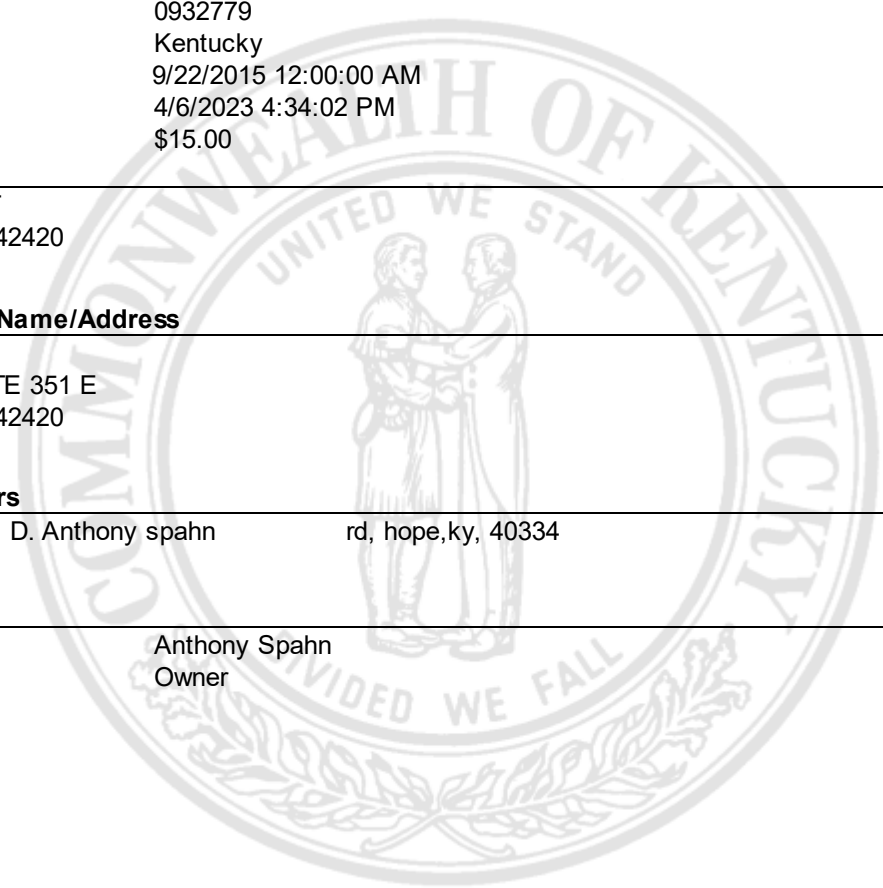 0932779
Kentucky
9/22/2015 12:00:00 AM
4/6/2023 4:34:02 PM
$15.00
42420
Name/Address
TE 351 E
42420
rs
D. Anthony spahn rd, hope,ky, 40334
Anthony Spahn
Owner
COMMONWEALTH OF KENTUCKY
UNITED WE STAND
DIVIDED WE FALL